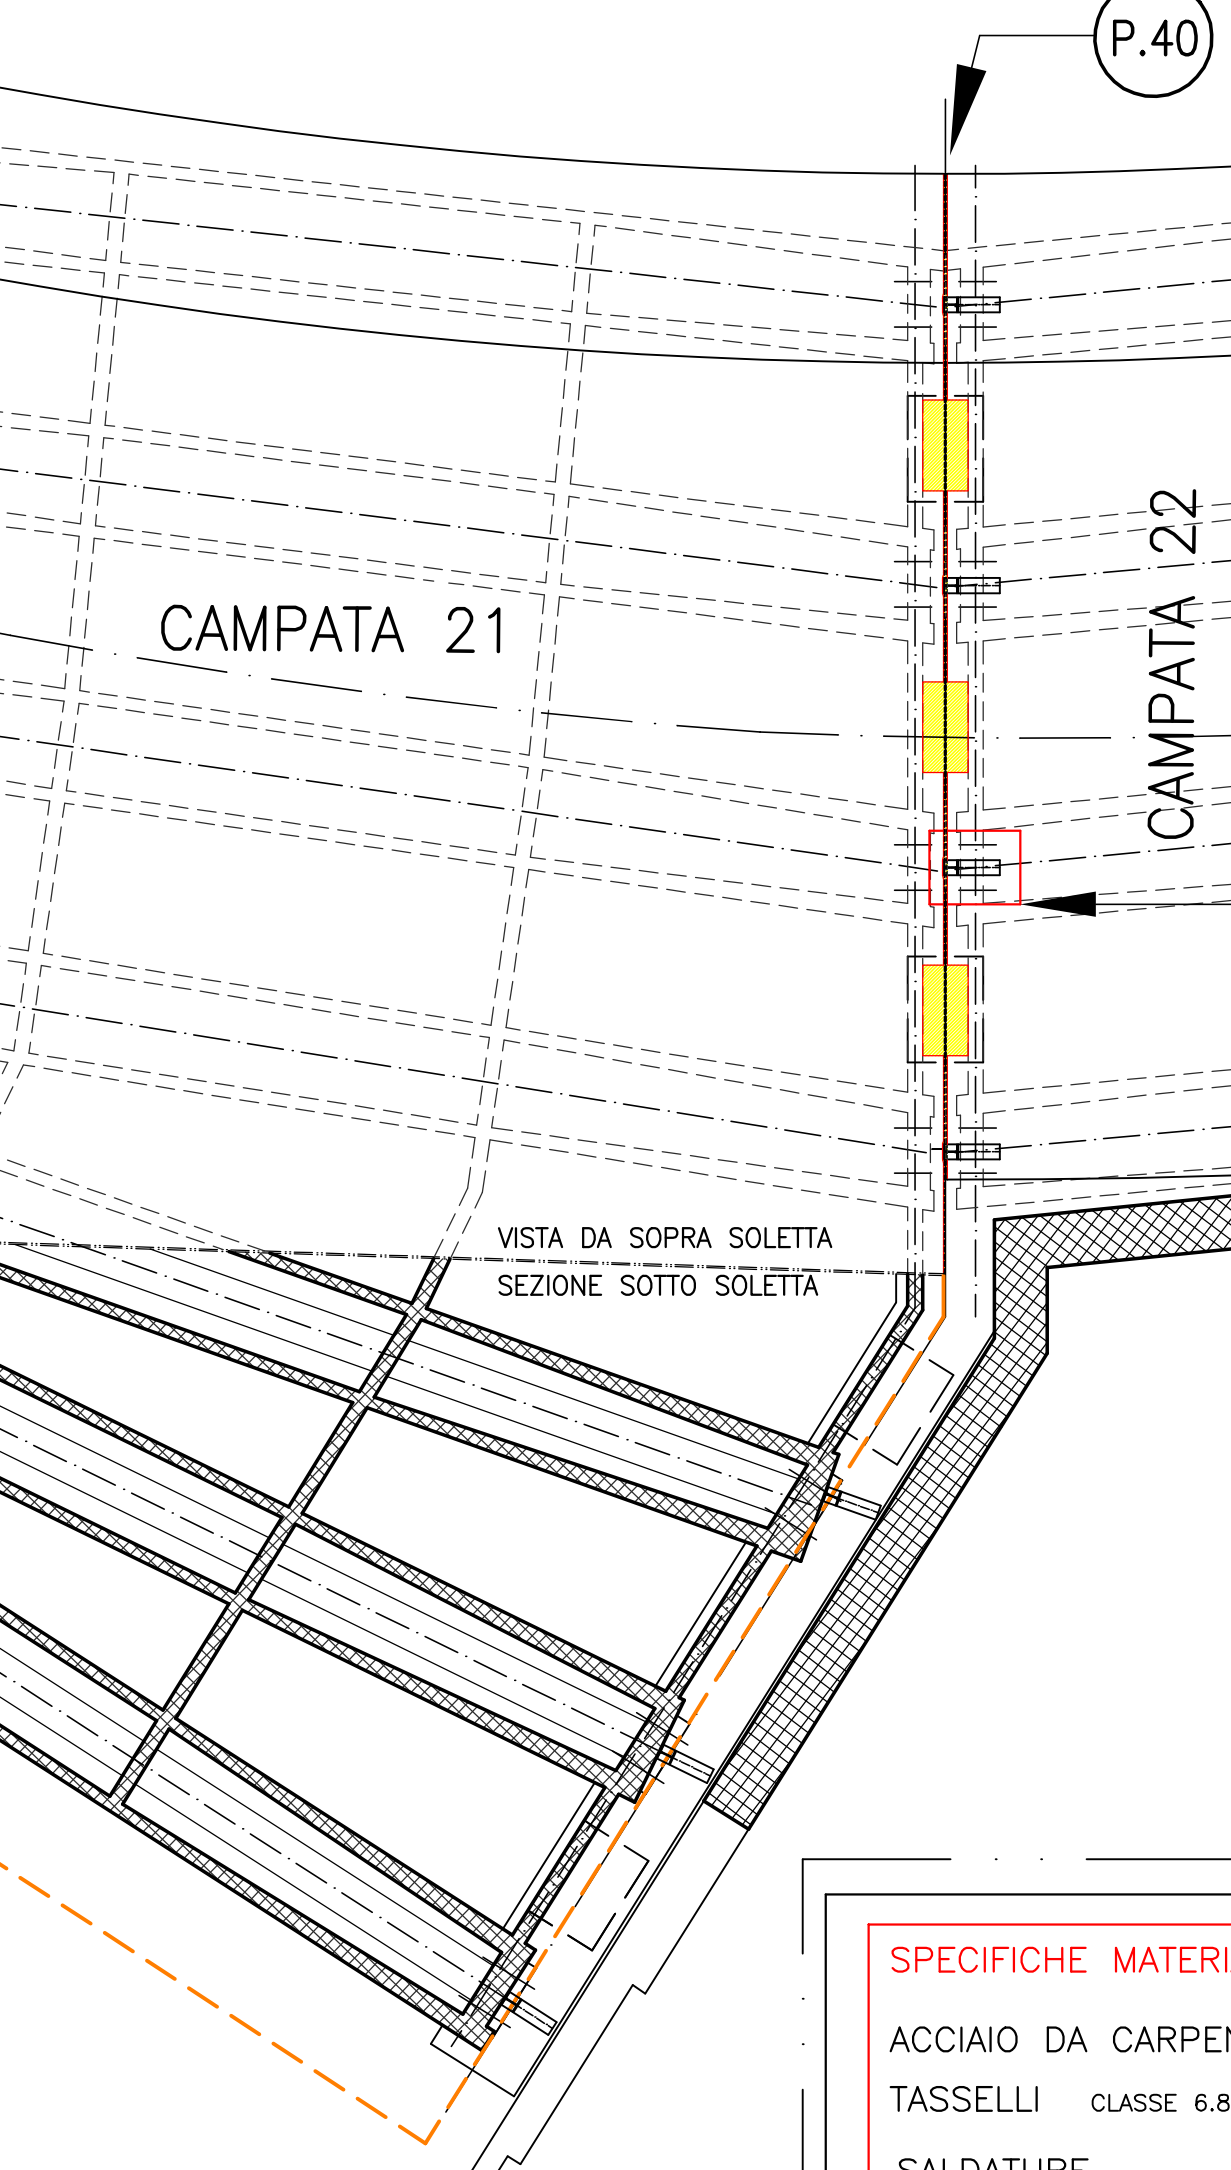 P.40
CAMPATA 21
CAMPATA 22
VISTA DA SOPRA SOLETTA
SEZIONE SOTTO SOLETTA
SPECIFICHE
ACCIAIO DA
TASSELLI CLASSE 6.8
SALDATURE